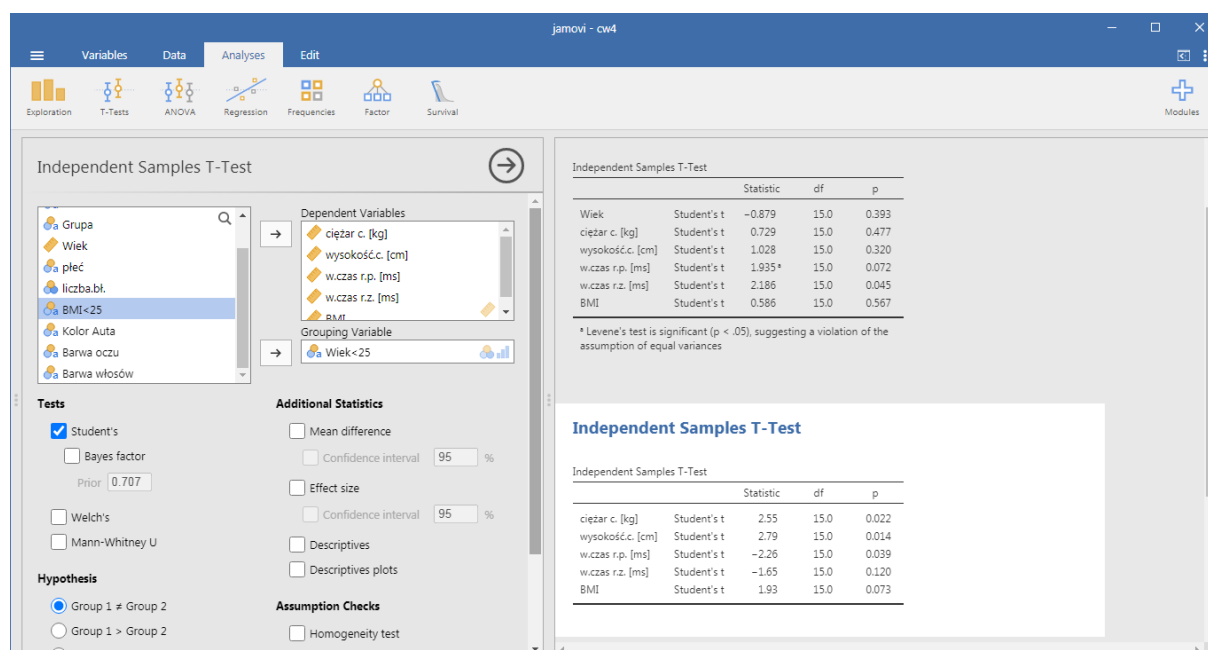 jamovi - cw4
Variables Data Analyses Edit
Exploration T-Tests ANOVA Regression Frequencies Factor Survival Modules
Independent Samples T-Test
Grupa
Wiek
płeć
liczba.bł.
BMI<25
Kolor Auta
Barwa oczu
Barwa włosów
Dependent Variables
ciężar c. [kg]
wysokość.c. [cm]
w.czas r.p. [ms]
w.czas r.z. [ms]
BMI
Grouping Variable
Wiek<25
Tests
Student's
Bayes factor
Prior 0.707
Welch's
Mann-Whitney U
Hypothesis
Group 1 ≠ Group 2
Group 1 > Group 2
Additional Statistics
Mean difference
Confidence interval 95 %
Effect size
Confidence interval 95 %
Descriptives
Descriptives plots
Assumption Checks
Homogeneity test
Independent Samples T-Test
Statistic df p
Wiek Student's t −0.879 15.0 0.393
ciężar c. [kg] Student's t 0.729 15.0 0.477
wysokość.c. [cm] Student's t 1.028 15.0 0.320
w.czas r.p. [ms] Student's t 1.935 ᵃ 15.0 0.072
w.czas r.z. [ms] Student's t 2.186 15.0 0.045
BMI Student's t 0.586 15.0 0.567
ᵃ Levene's test is significant (p < .05), suggesting a violation of the
assumption of equal variances
Independent Samples T-Test
Independent Samples T-Test
Statistic df p
ciężar c. [kg] Student's t 2.55 15.0 0.022
wysokość.c. [cm] Student's t 2.79 15.0 0.014
w.czas r.p. [ms] Student's t −2.26 15.0 0.039
w.czas r.z. [ms] Student's t −1.65 15.0 0.120
BMI Student's t 1.93 15.0 0.073